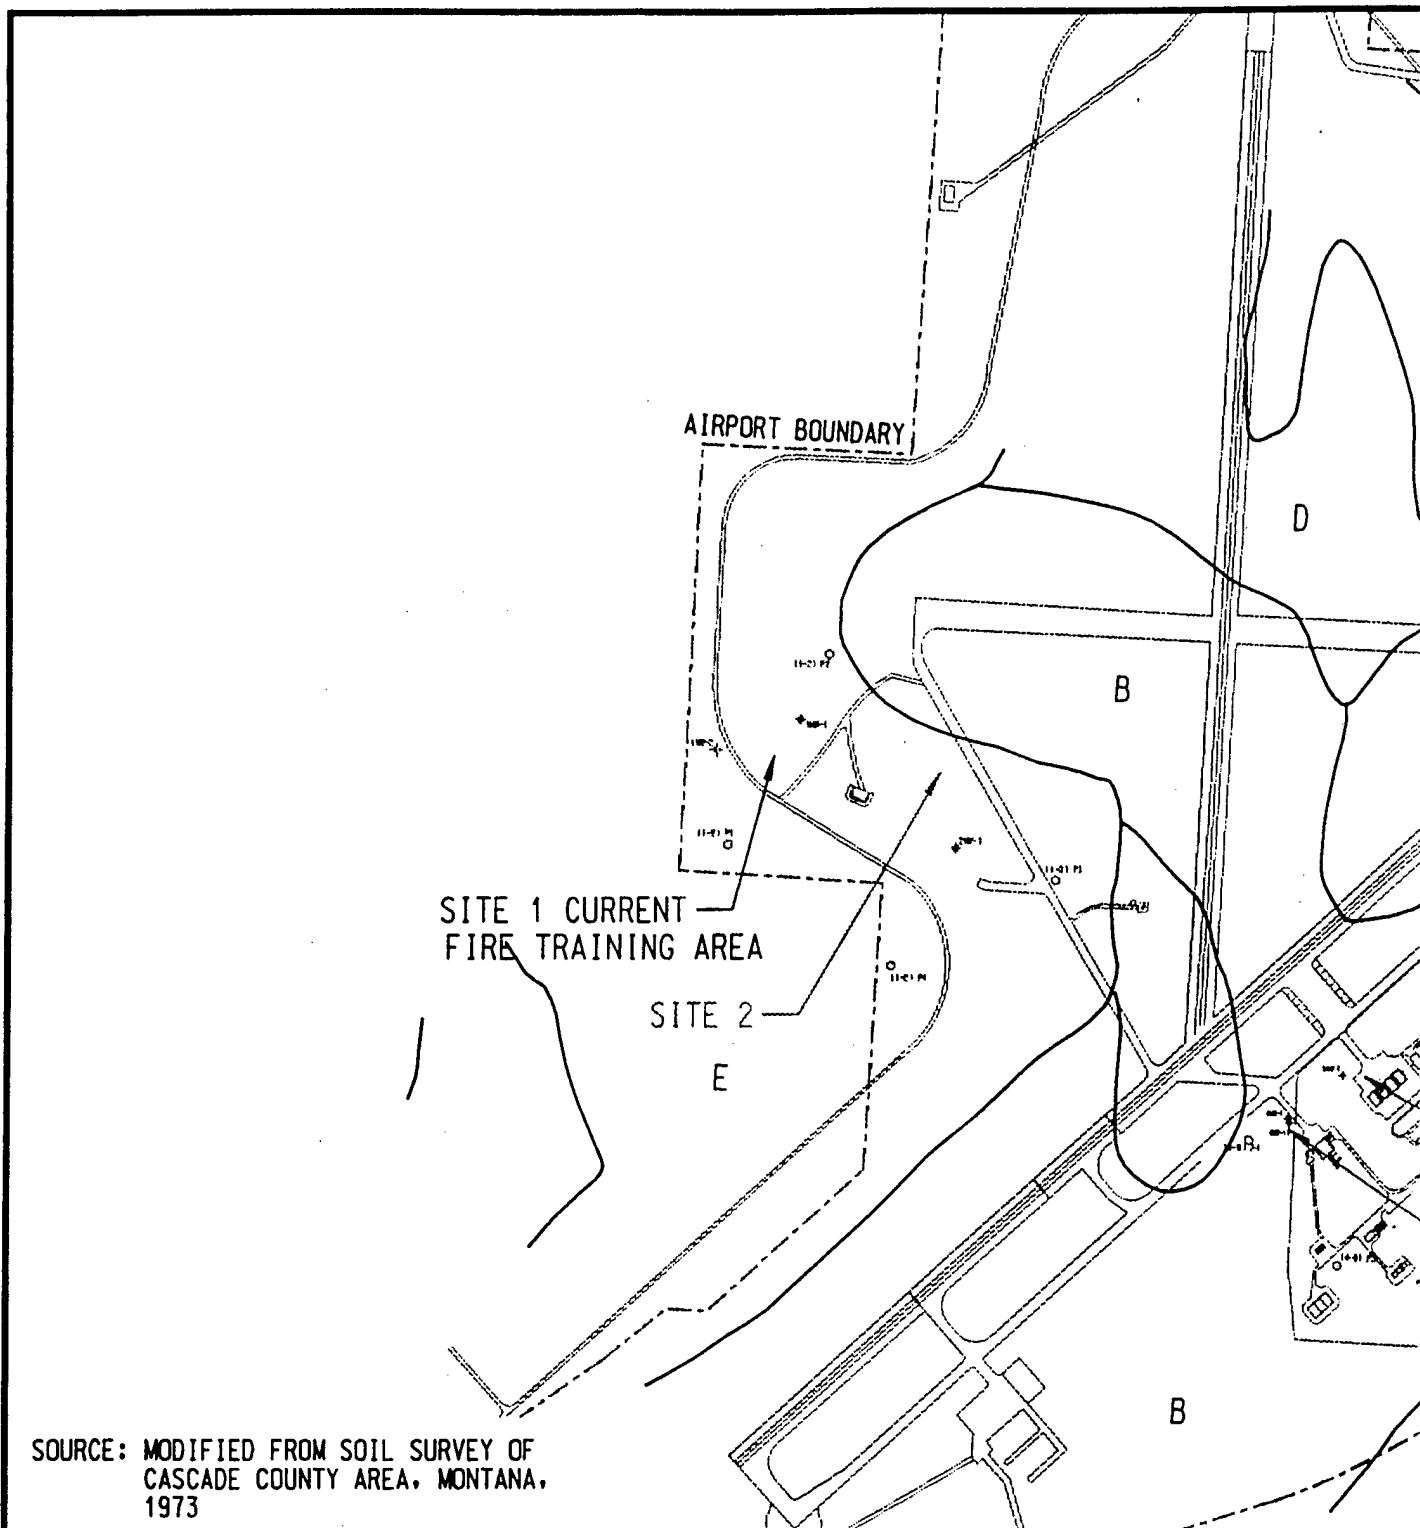 AIRPORT BOUNDARY
D
B
SITE 1 CURRENT
FIRE TRAINING AREA
SITE 2
E
B
SOURCE: MODIFIED FROM SOIL SURVEY OF
CASCADE COUNTY AREA, MONTANA,
1973